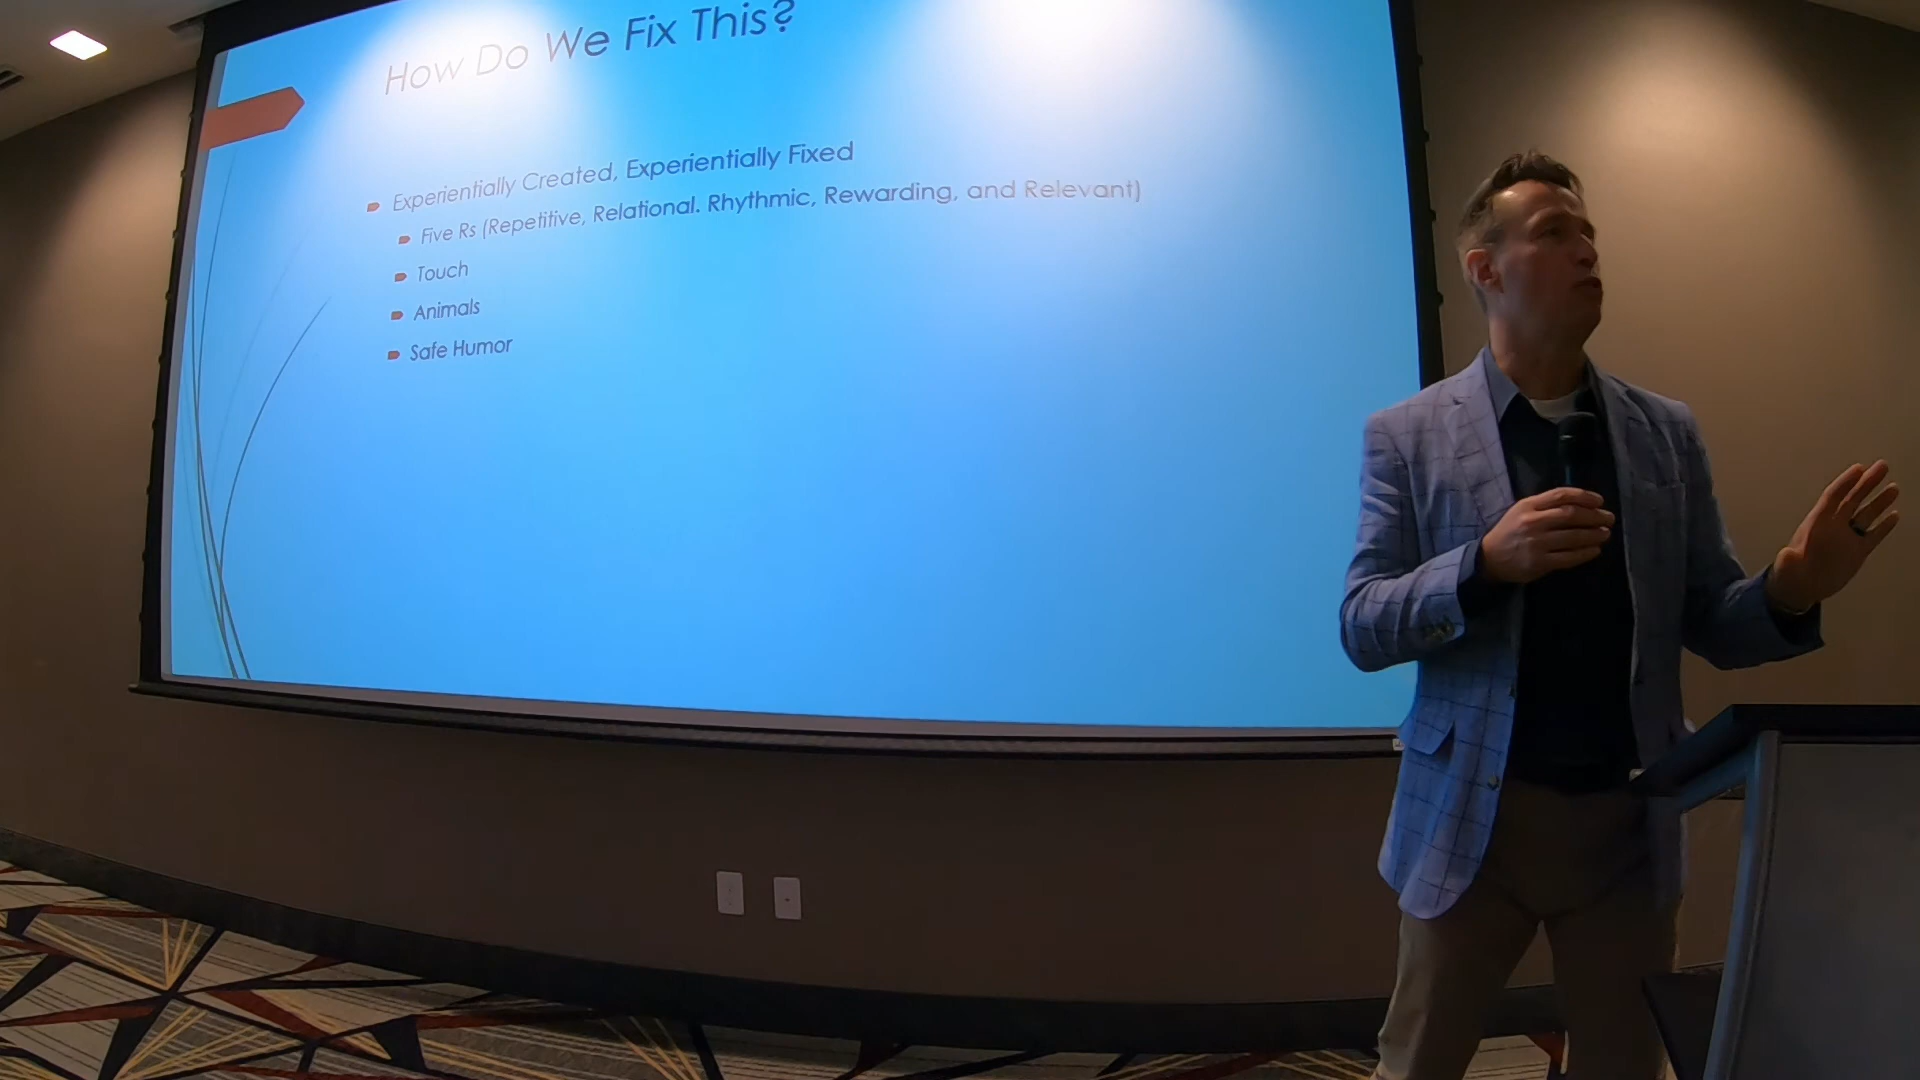 How Do We Fix This?
Experientially Created, Experientially Fixed
Five Rs (Repetitive, Relational. Rhythmic, Rewarding, and Relevant)
Touch
Animals
Safe Humor